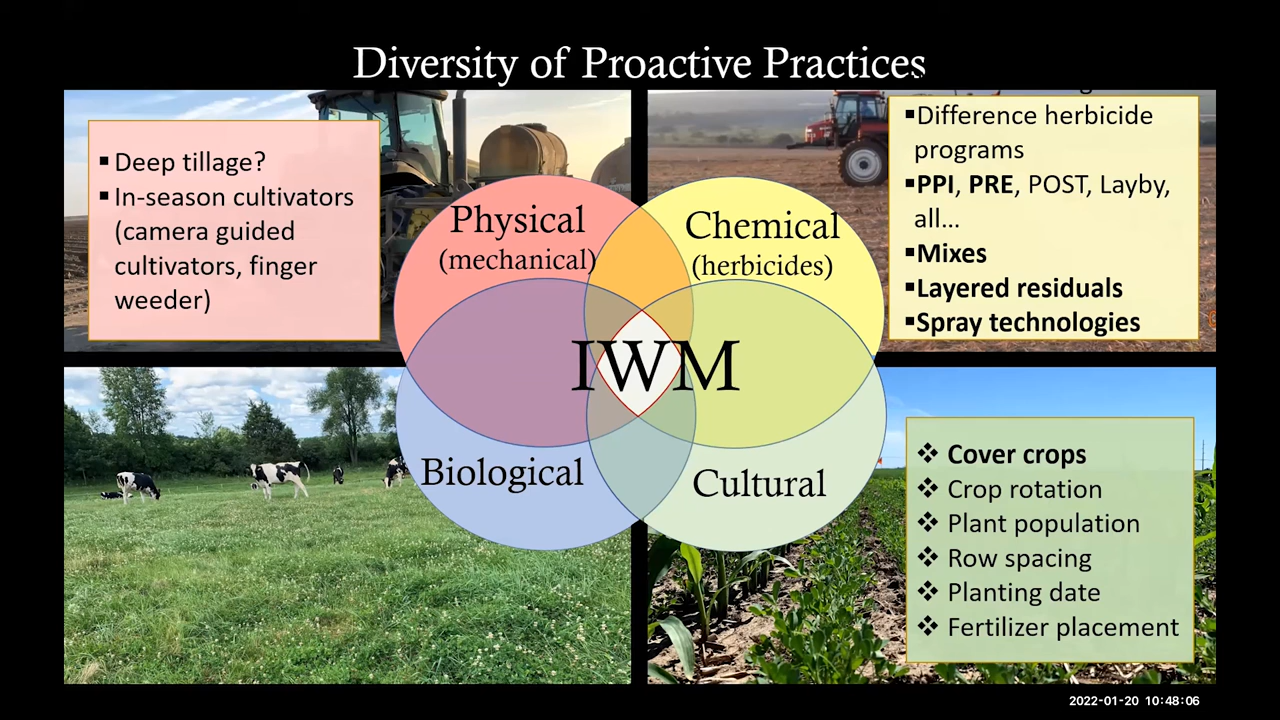 Diversity of Proactive Practices
▪ Deep tillage?
▪ In-season cultivators
(camera guided
cultivators, finger
weeder)
Physical
(mechanical)
Chemical
(herbicides)
▪Difference herbicide
programs
▪PPI, PRE, POST, Layby,
all...
▪Mixes
▪Layered residuals
▪Spray technologies
IWM
Biological
Cultural
❖ Cover crops
❖ Crop rotation
❖ Plant population
❖ Row spacing
❖ Planting date
❖ Fertilizer placement
2022-01-20 10:48:06